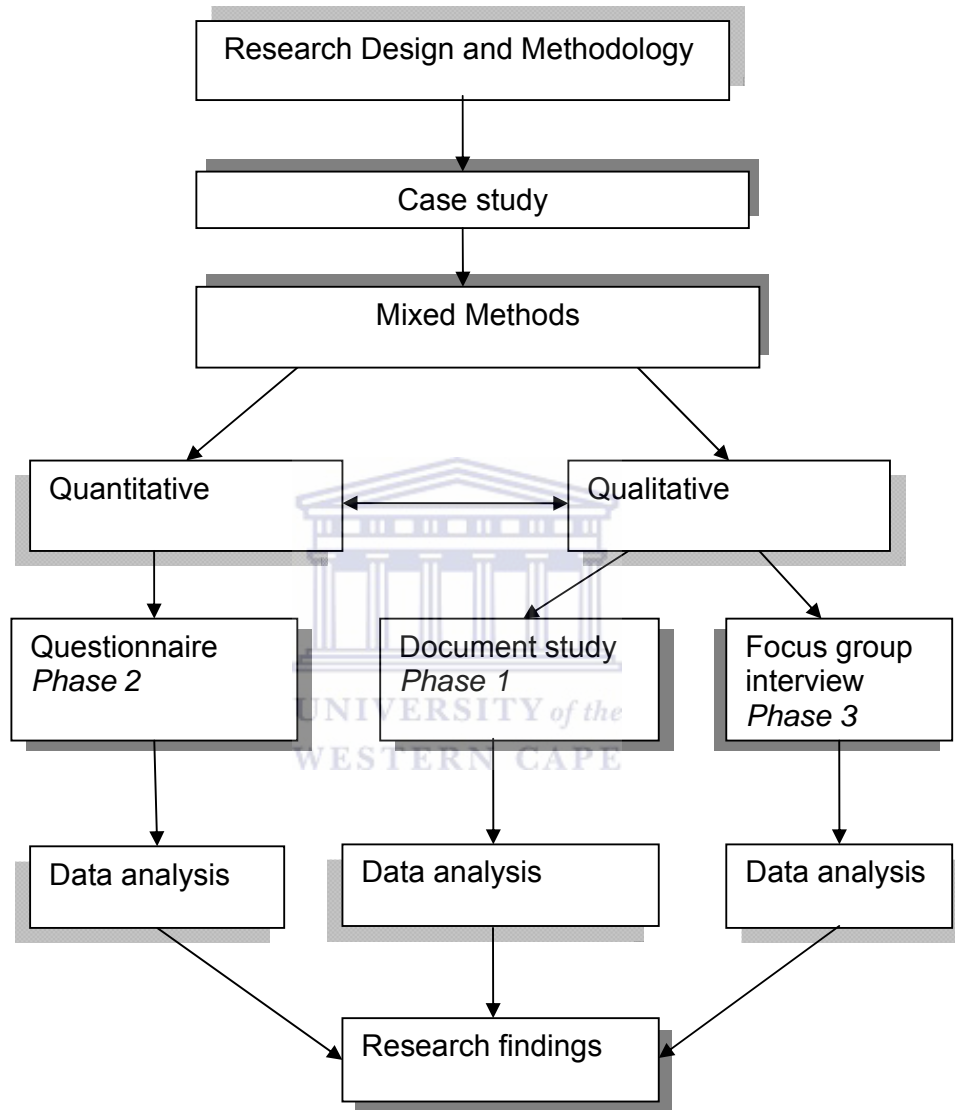 Research Design and Methodology
Case study
Mixed Methods
Quantitative
Qualitative
Questionnaire
Phase 2
Document study
Phase 1
Focus group
interview
Phase 3
UNIVERSITY of the
WESTERN CAPE
Data analysis
Data analysis
Data analysis
Research findings